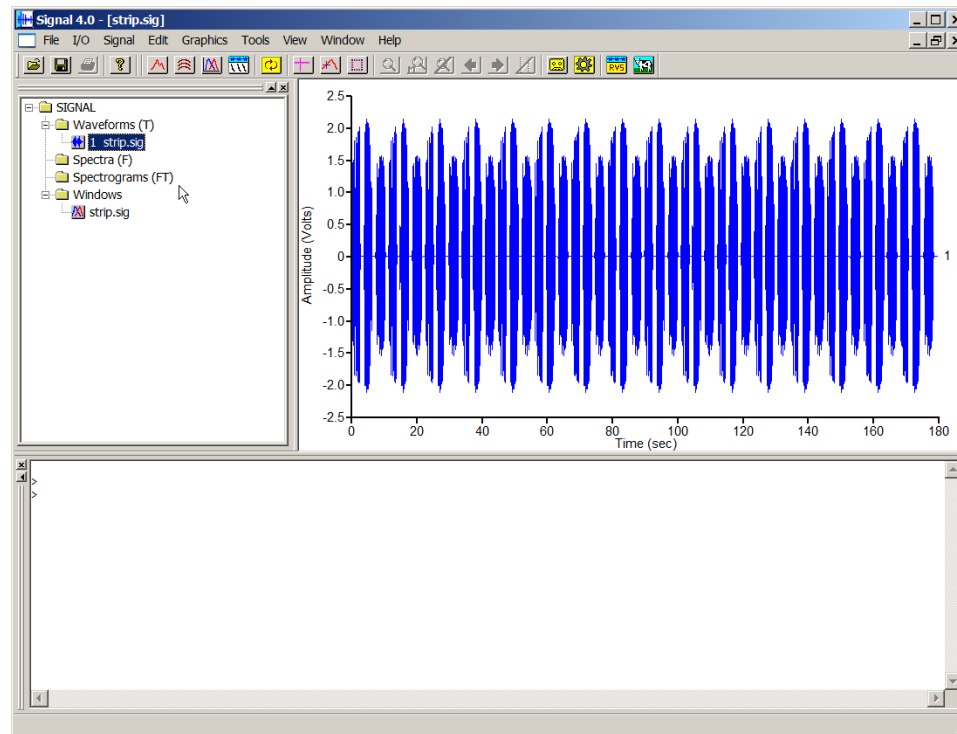 Signal 4.0 - [strip.sig]
File I/O Signal Edit Graphics Tools View Window Help
RVS
SIGNAL
Waveforms (T)
1 strip.sig
Spectra (F)
Spectrograms (FT)
Windows
strip.sig
2.5
2.0
1.5
1.0
0.5
0
-0.5
-1.0
-1.5
-2.0
-2.5
Amplitude (Volts)
1
0 20 40 60 80 100 120 140 160 180
Time (sec)
>
>